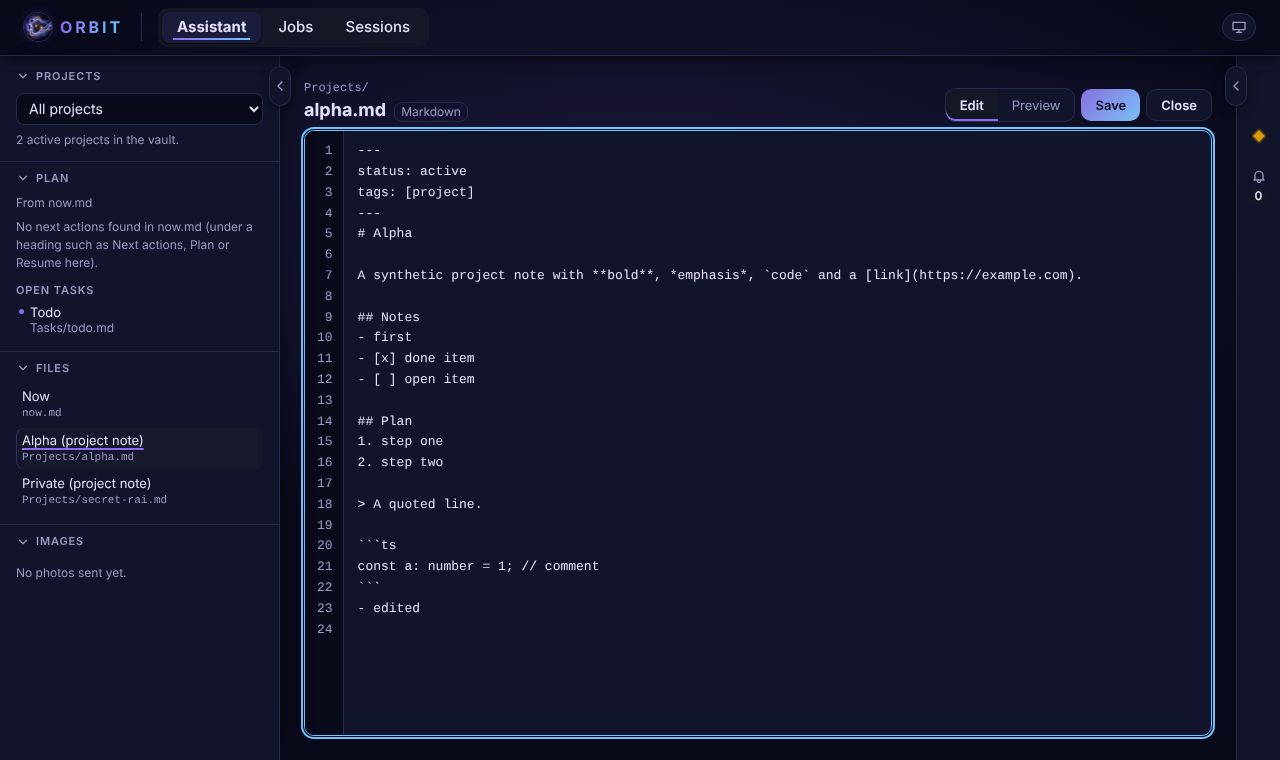 ORBIT
Assistant
Jobs
Sessions
PROJECTS
All projects
2 active projects in the vault.
PLAN
From now.md
No next actions found in now.md (under a
heading such as Next actions, Plan or
Resume here).
OPEN TASKS
Todo
Tasks/todo.md
FILES
Now
now.md
Alpha (project note)
Projects/alpha.md
Private (project note)
Projects/secret-rai.md
IMAGES
No photos sent yet.
Projects/
alpha.md Markdown
Edit
Preview
Save
Close
1 ---
2 status: active
3 tags: [project]
4 ---
5 # Alpha
6
7 A synthetic project note with **bold**, *emphasis*, `code` and a [link](https://example.com).
8
9 ## Notes
10 - first
11 - [x] done item
12 - [ ] open item
13
14 ## Plan
15 1. step one
16 2. step two
17
18 > A quoted line.
19
20 ```ts
21 const a: number = 1; // comment
22 ```
23 - edited
24
0